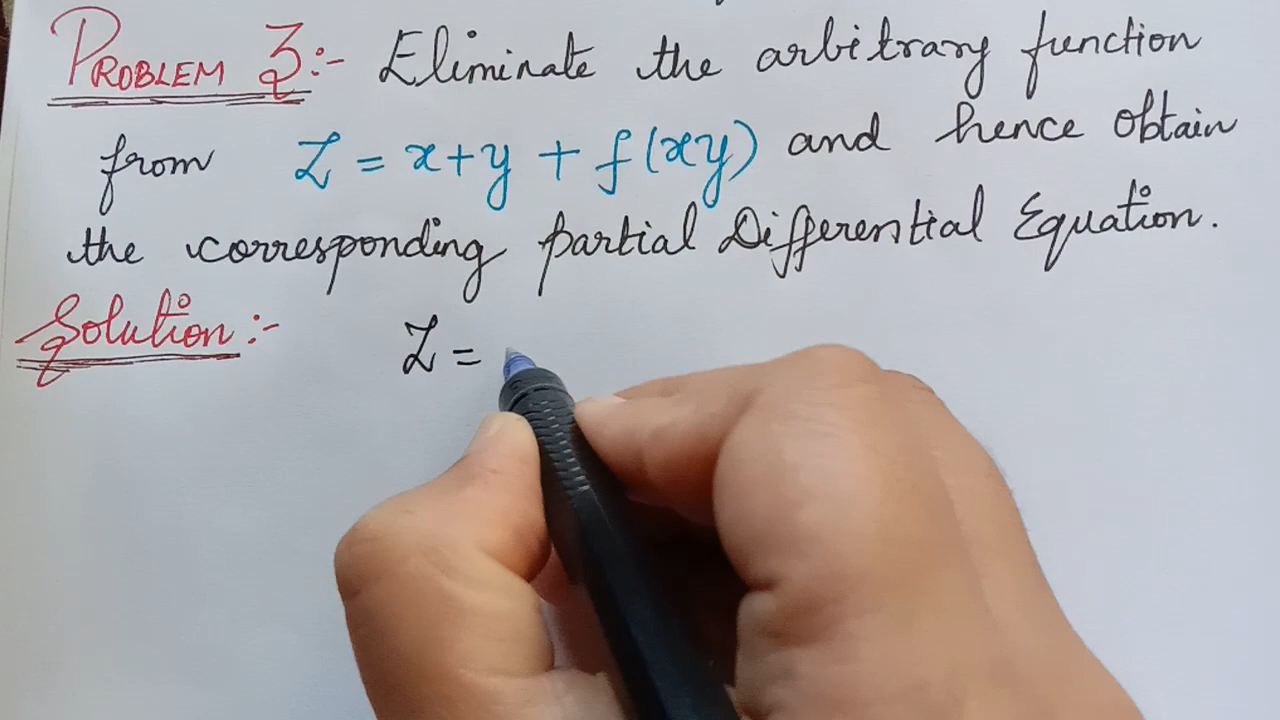 PROBLEM 3:- Eliminate the arbitrary function
from Z = x+y + f(xy) and hence obtain
the corresponding partial Differential Equation.
Solution:- Z =